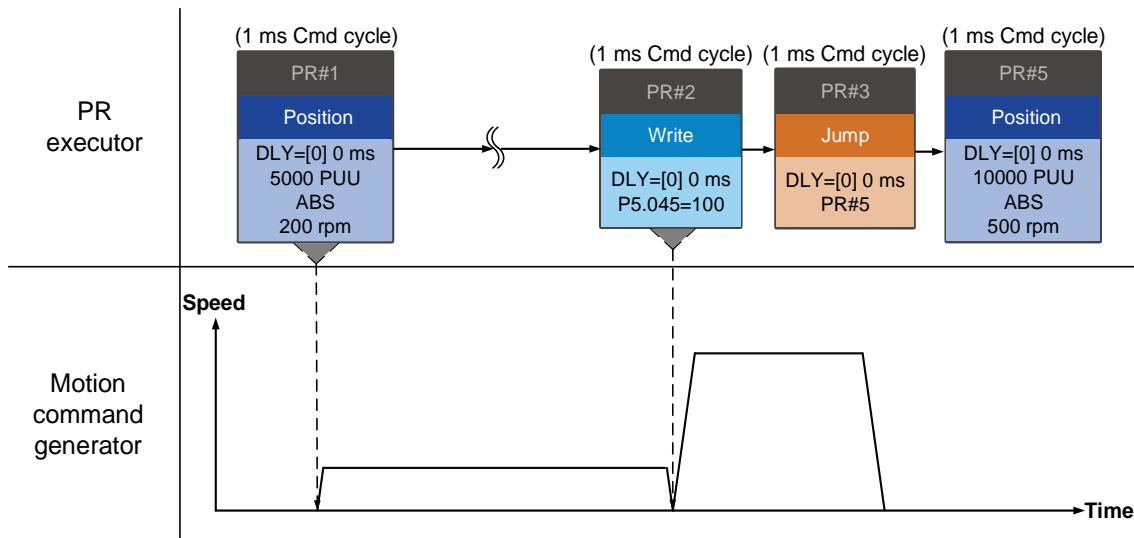 PR
executor
(1 ms Cmd cycle)
PR#1
Position
DLY=[0] 0 ms
5000 PUU
ABS
200 rpm
(1 ms Cmd cycle)
PR#2
Write
DLY=[0] 0 ms
P5.045=100
(1 ms Cmd cycle)
PR#3
Jump
DLY=[0] 0 ms
PR#5
(1 ms Cmd cycle)
PR#5
Position
DLY=[0] 0 ms
10000 PUU
ABS
500 rpm
Motion
command
generator
Speed
Time